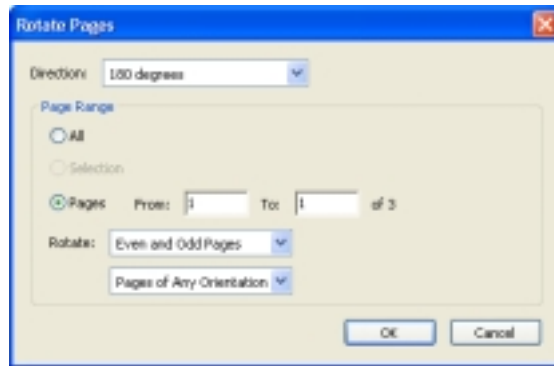 Rotate Pages
Direction: 180 degrees
Page Range
All
Selection
Pages From: 1 To: 1 of 3
Rotate: Even and Odd Pages
Pages of Any Orientation
OK Cancel